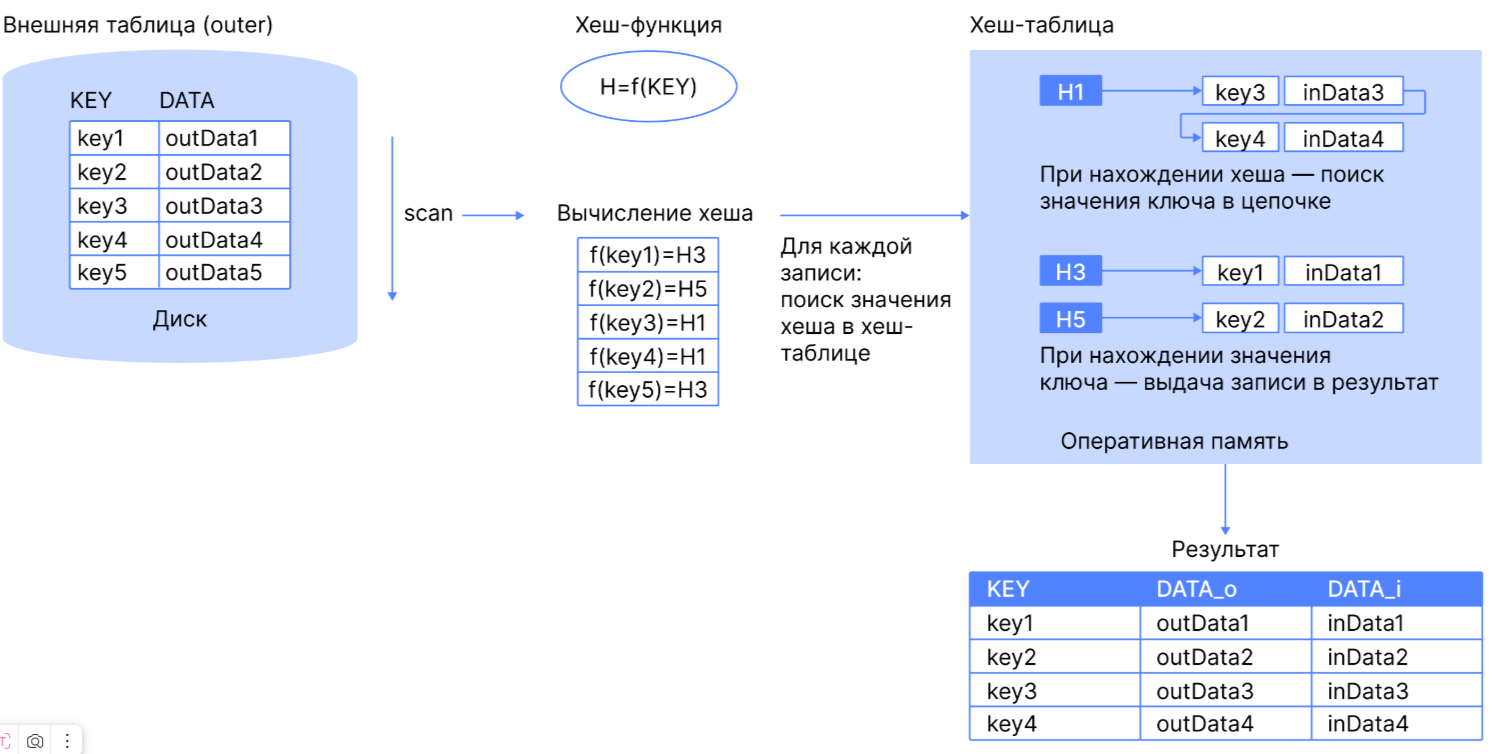 Внешняя таблица (outer)
KEY DATA
key1 outData1
key2 outData2
key3 outData3
key4 outData4
key5 outData5
Диск
scan
Хеш-функция
H=f(KEY)
Вычисление хеша
f(key1)=H3
f(key2)=H5
f(key3)=H1
f(key4)=H1
f(key5)=H3
Для каждой
записи:
поиск значения
хеша в хеш-
таблице
Хеш-таблица
H1 key3 inData3
key4 inData4
При нахождении хеша — поиск
значения ключа в цепочке
H3 key1 inData1
H5 key2 inData2
При нахождении значения
ключа — выдача записи в результат
Оперативная память
Результат
KEY DATA_o DATA_i
key1 outData1 inData1
key2 outData2 inData2
key3 outData3 inData3
key4 outData4 inData4